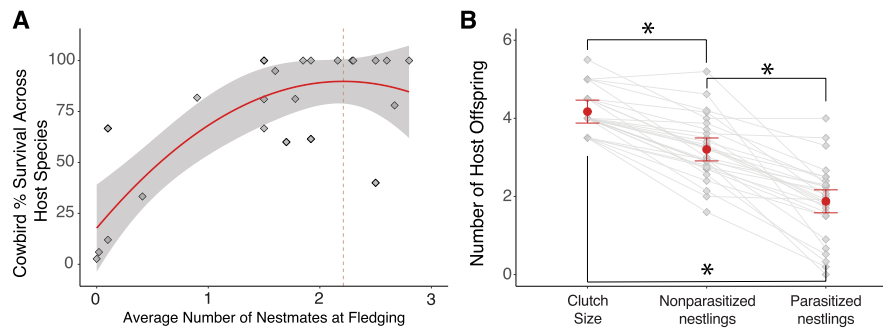 A
Cowbird % Survival Across
Host Species
100
75
50
25
0
0 1 2 3
Average Number of Nestmates at Fledging
B
Number of Host Offspring
6
4
2
0
*
*
*
Clutch
Size
Nonparasitized
nestlings
Parasitized
nestlings